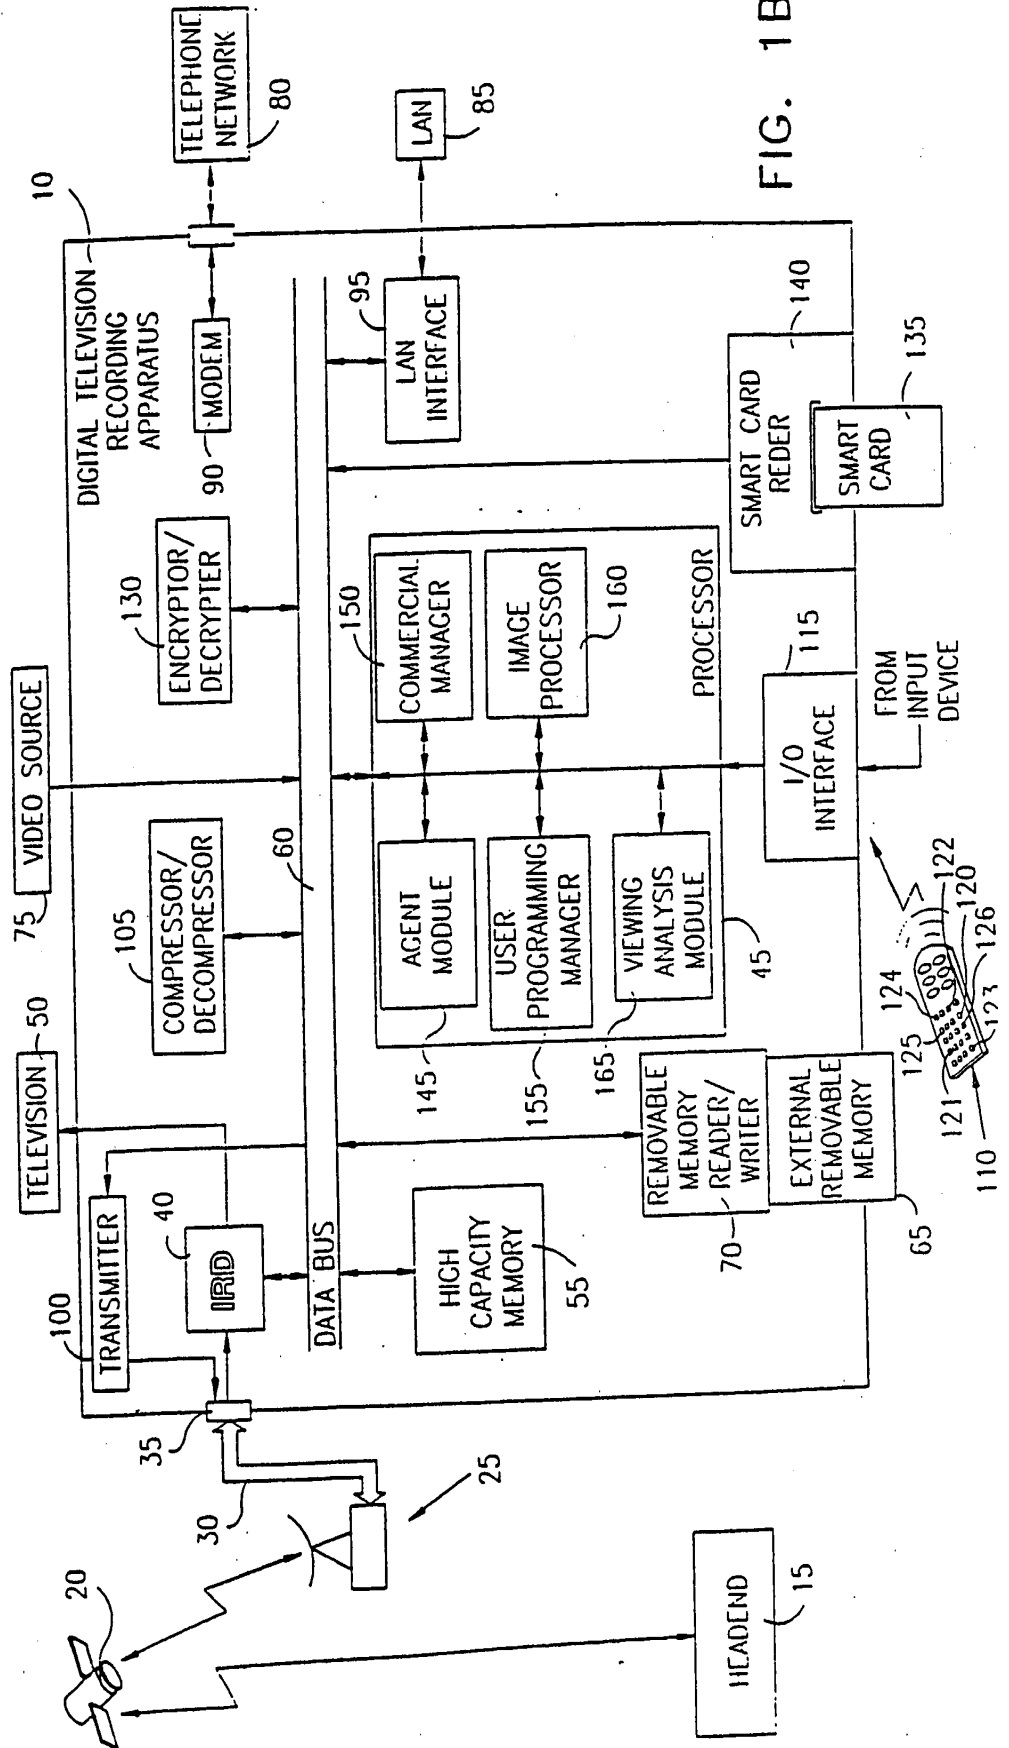 DIGITAL TELEVISION
RECORDING
APPARATUS
10
VIDEO SOURCE
75
TELEVISION
50
TRANSMITTER
100
COMPRESSOR/
DECOMPRESSOR
105
ENCRYPTOR/
DECRYPTER
130
MODEM
90
TELEPHONE
NETWORK
80
20
35
IRD
40
30
25
DATA BUS
60
LAN
INTERFACE
95
LAN
85
HIGH
CAPACITY
MEMORY
55
AGENT
MODULE
145
COMMERCIAL
MANAGER
150
USER
PROGRAMMING
MANAGER
155
IMAGE
PROCESSOR
160
VIEWING
ANALYSIS
MODULE
165
PROCESSOR
45
HEADEND
15
REMOVABLE
MEMORY
READER/
WRITER
70
EXTERNAL
REMOVABLE
MEMORY
65
I/O
INTERFACE
115
FROM
INPUT
DEVICE
SMART CARD
REDER
140
SMART
CARD
135
110
121
125
124
122
120
126
123
FIG. 1B